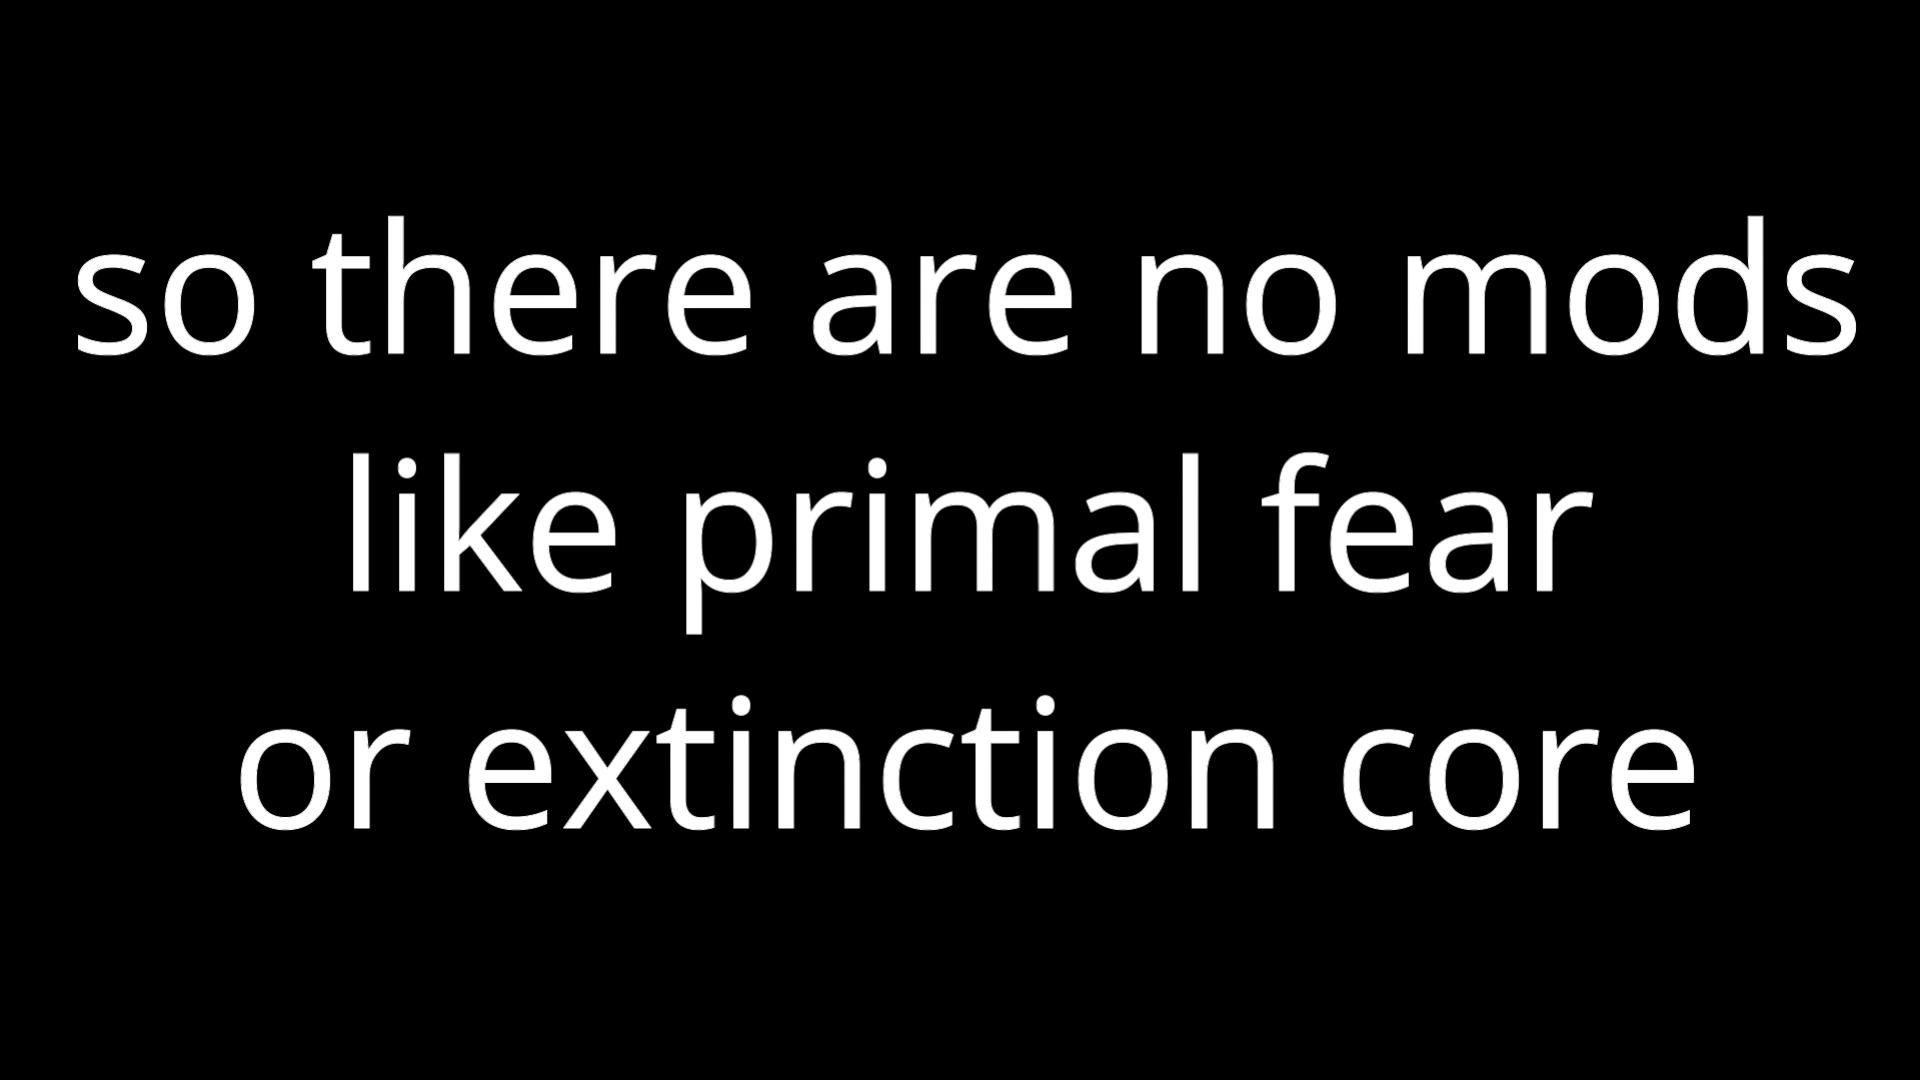 so there are no mods
like primal fear
or extinction core